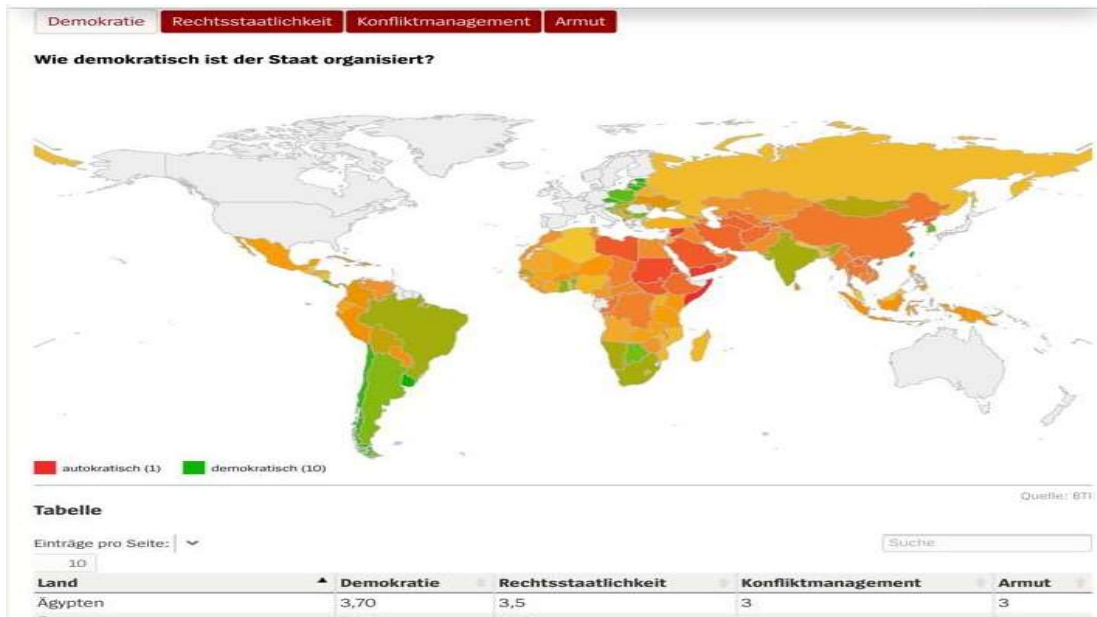 Demokratie Rechtsstaatlichkeit Konfliktmanagement Armut
Wie demokratisch ist der Staat organisiert?
autokratisch (1) demokratisch (10)
Quelle: BTI
Tabelle
Einträge pro Seite:
Suche
10
Land Demokratie Rechtsstaatlichkeit Konfliktmanagement Armut
Ägypten 3,70 3,5 3 3